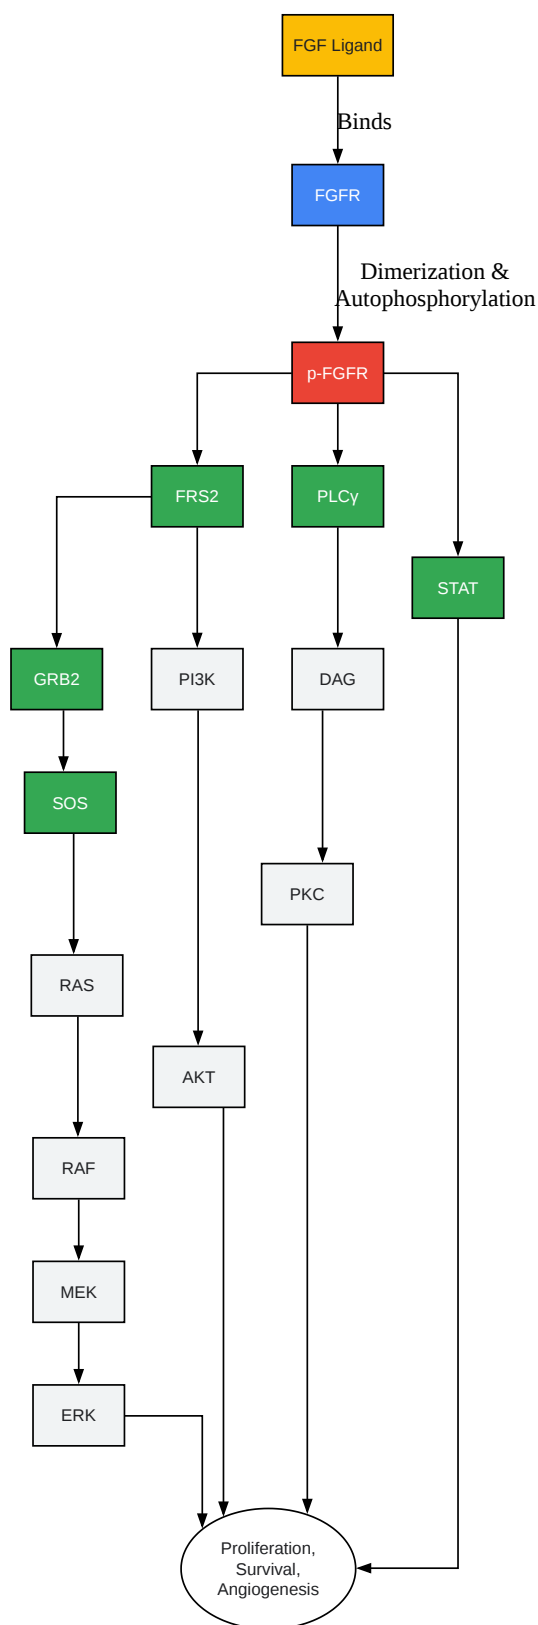 FGF Ligand
Binds
FGFR
Dimerization &
Autophosphorylation
p-FGFR
FRS2
PLCγ
STAT
GRB2
PI3K
DAG
SOS
PKC
RAS
AKT
RAF
MEK
ERK
Proliferation,
Survival,
Angiogenesis